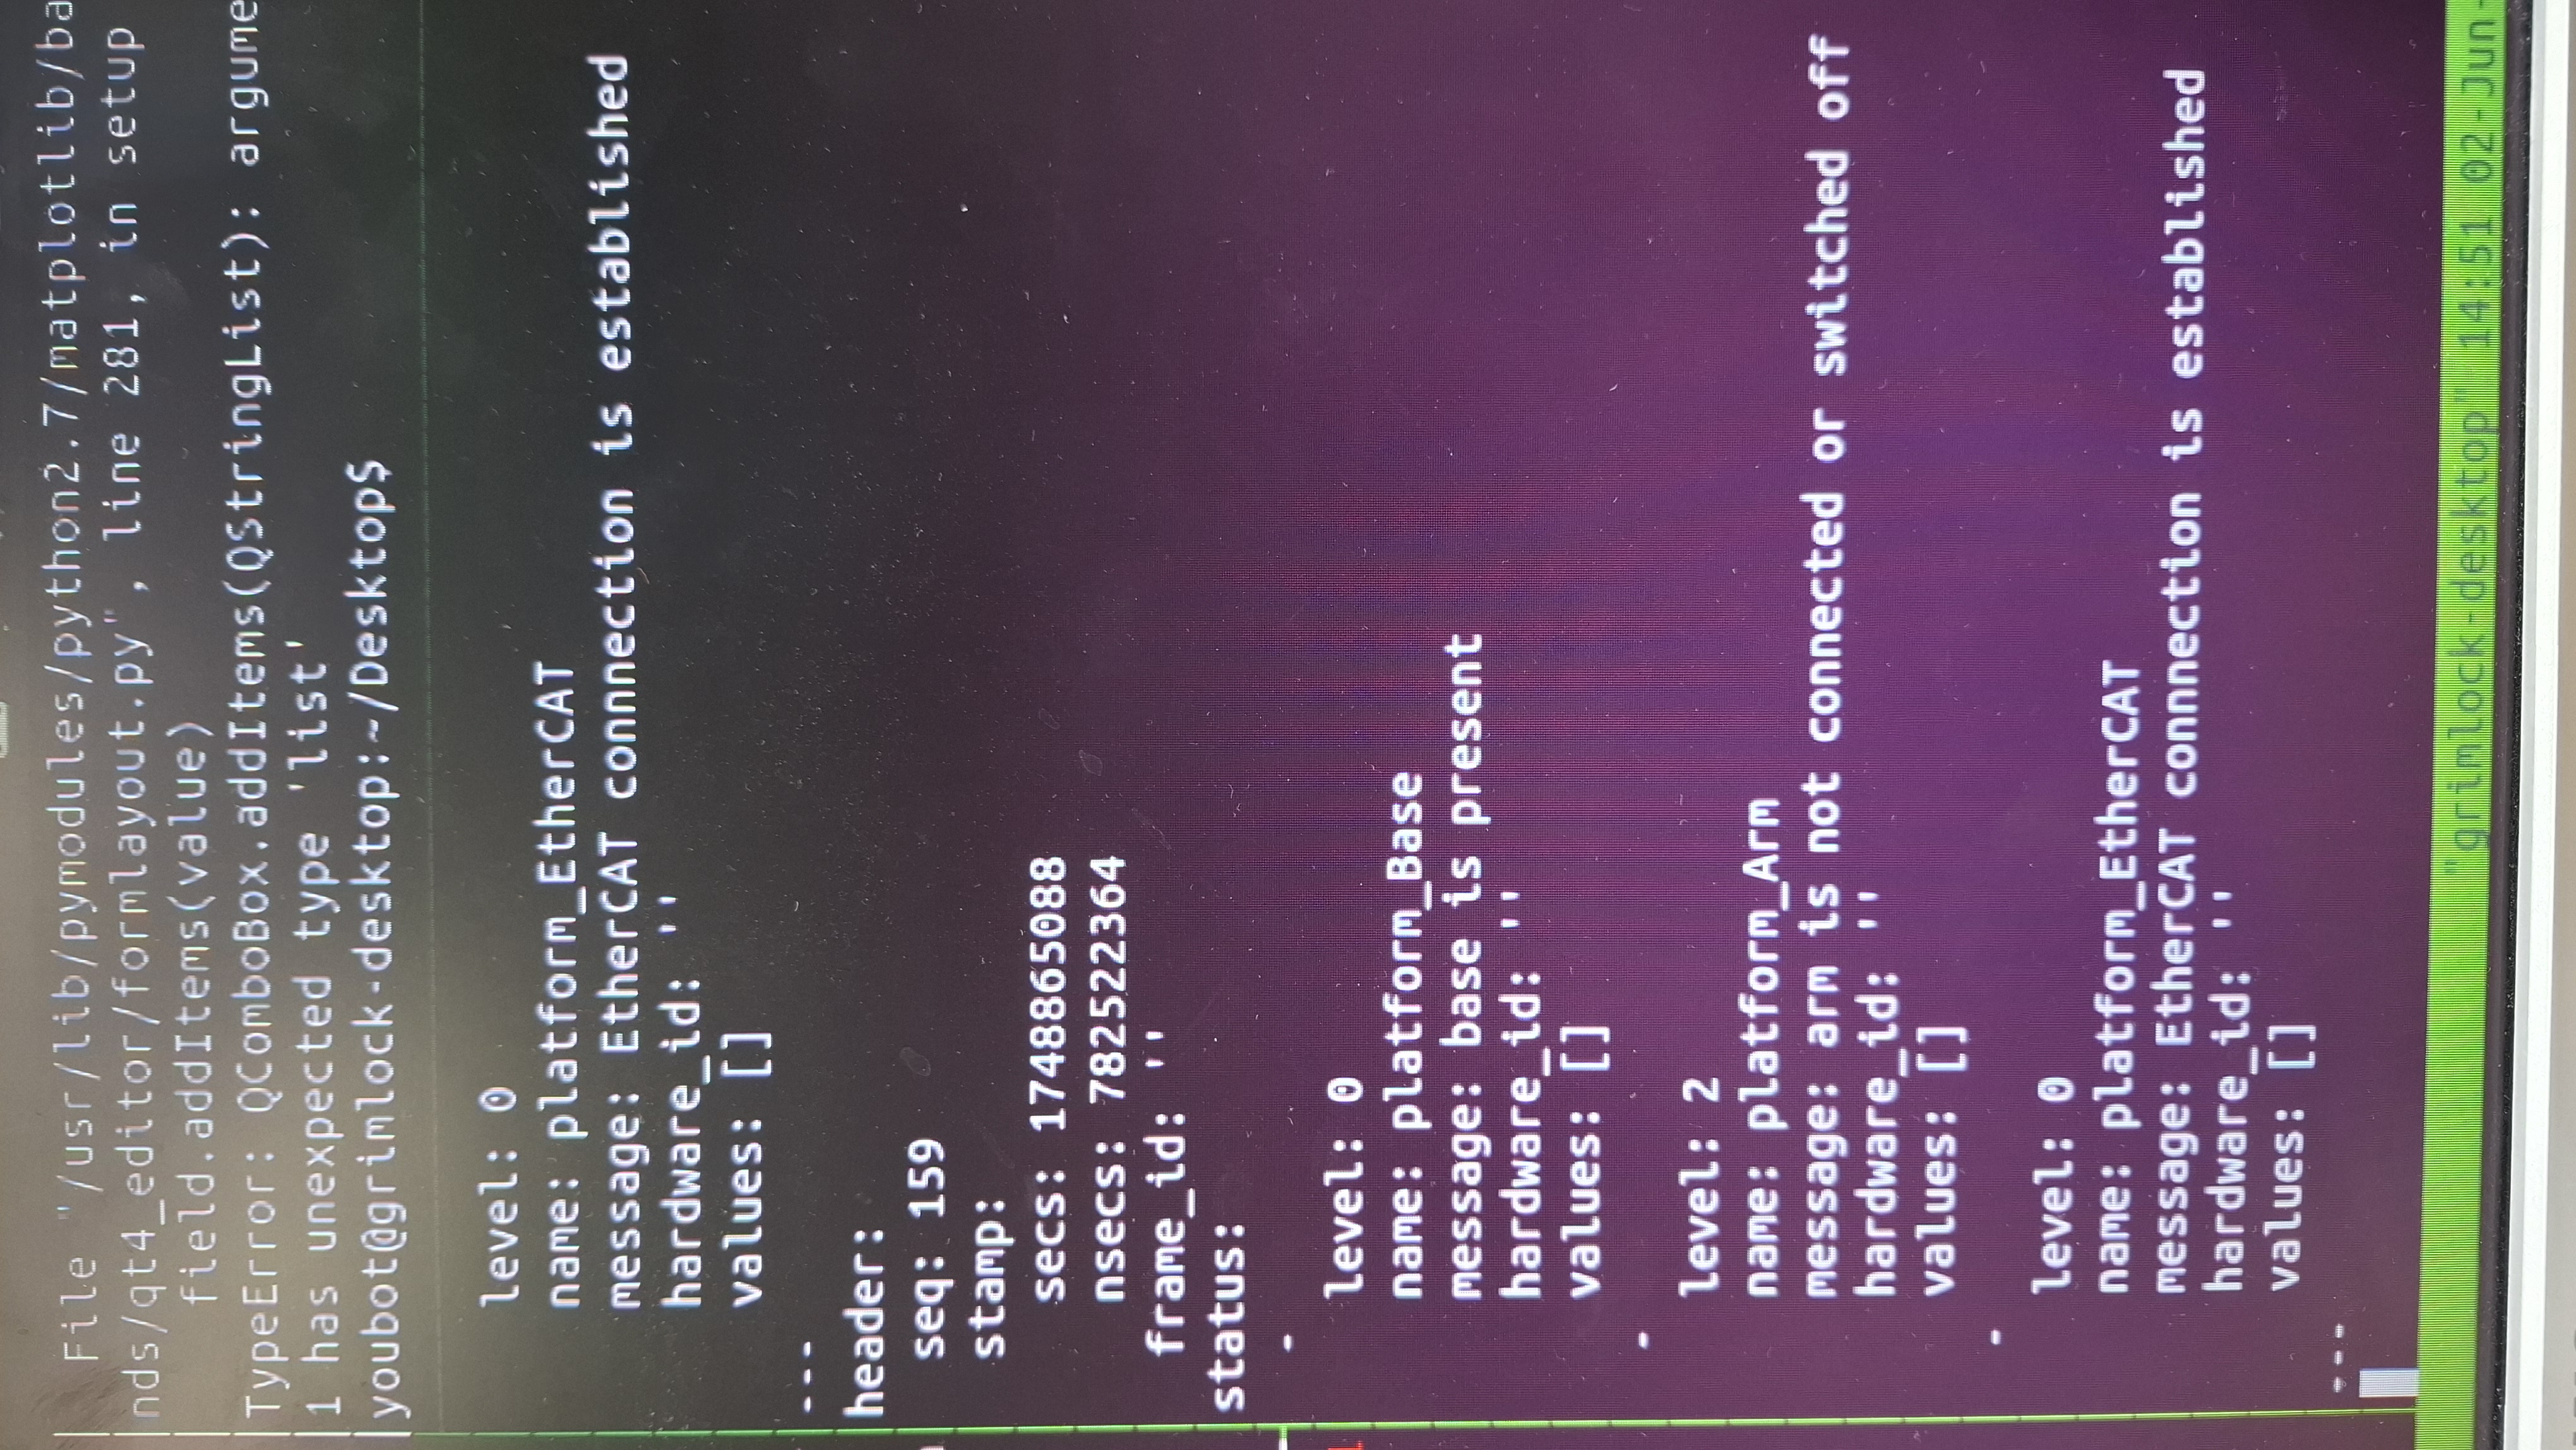 File "/usr/lib/pymodules/python2.7/matplotlib/ba
nds/qt4_editor/formlayout.py", line 281, in setup
field.addItems(value)
TypeError: QComboBox.addItems(QStringList): argume
1 has unexpected type 'list'
youbot@grimlock-desktop:~/Desktop$
level: 0
name: platform_EtherCAT
message: EtherCAT connnection is established
hardware_id: ''
values: []
---
header:
seq: 159
stamp:
secs: 1748865088
nsecs: 782522364
frame_id: ''
status:
-
level: 0
name: platform_Base
message: base is present
hardware_id: ''
values: []
-
level: 2
name: platform_Arm
message: arm is not connected or switched off
hardware_id: ''
values: []
-
level: 0
name: platform_EtherCAT
message: EtherCAT connnection is established
hardware_id: ''
values: []
---
"grimlock-desktop" 14:51 02-Jun-